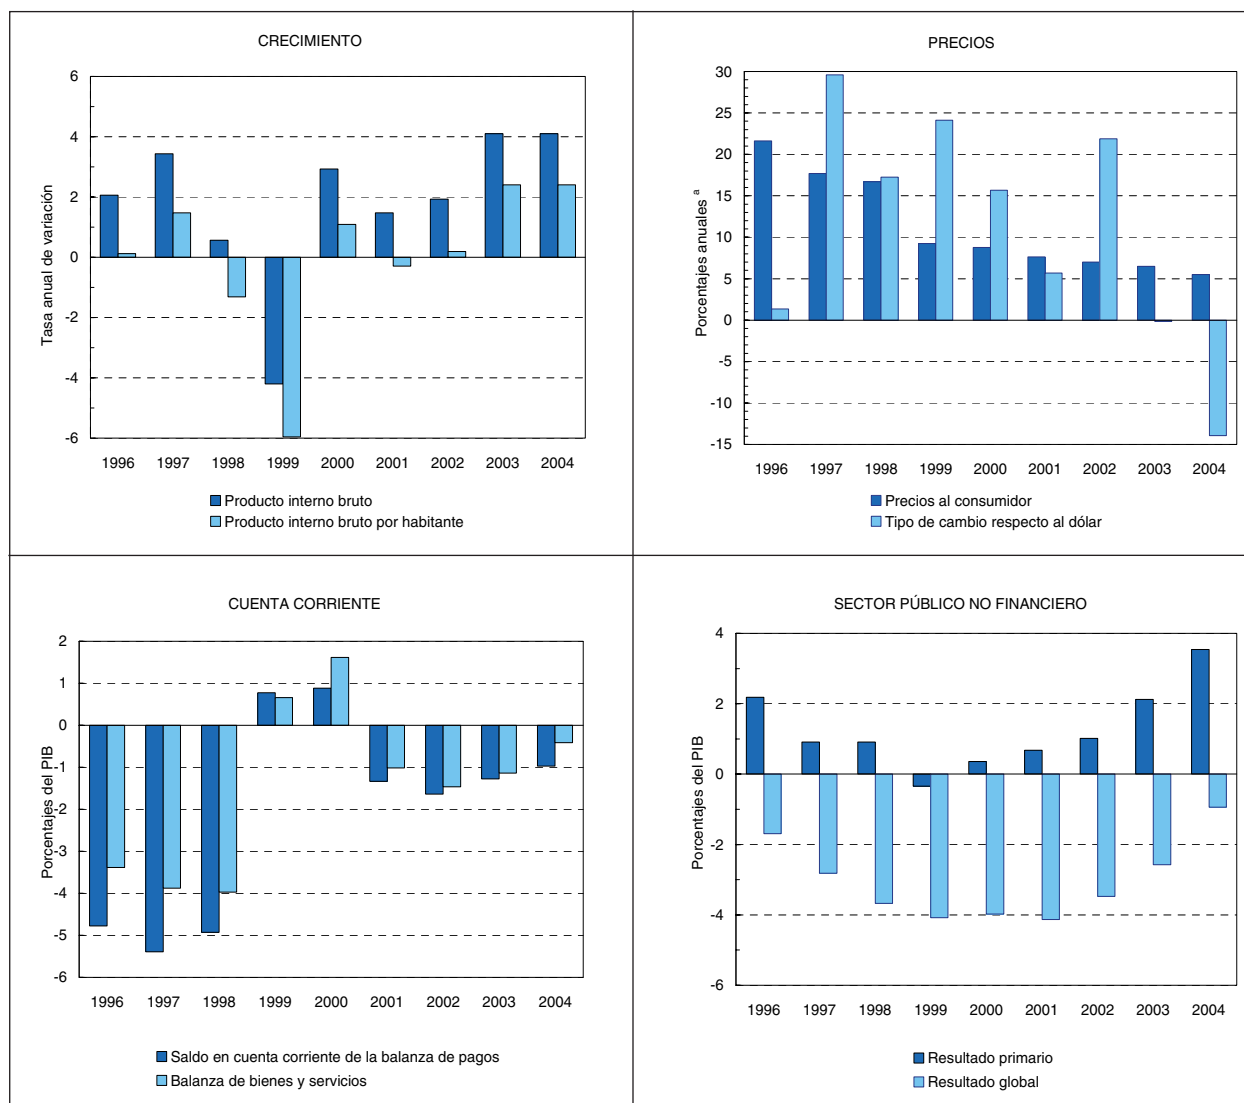 CRECIMIENTO
Tasa anual de variación
6
4
2
0
-2
-4
-6
1996 1997 1998 1999 2000 2001 2002 2003 2004
Producto interno bruto
Producto interno bruto por habitante
PRECIOS
Porcentajes anuales a
30
25
20
15
10
5
0
-5
-10
-15
1996 1997 1998 1999 2000 2001 2002 2003 2004
Precios al consumidor
Tipo de cambio respecto al dólar
CUENTA CORRIENTE
Porcentajes del PIB
2
1
0
-1
-2
-3
-4
-5
-6
1996 1997 1998 1999 2000 2001 2002 2003 2004
Saldo en cuenta corriente de la balanza de pagos
Balanza de bienes y servicios
SECTOR PÚBLICO NO FINANCIERO
Porcentajes del PIB
4
2
0
-2
-4
-6
1996 1997 1998 1999 2000 2001 2002 2003 2004
Resultado primario
Resultado global